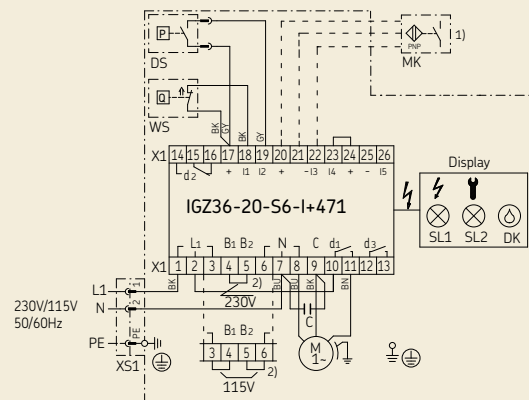 P
DS
PNP
MK
1)
Q
WS
BK
GY
BK
GY
X1 14 15 16 17 18 19 20 21 22 23 24 25 26
d2 + I1 I2 + -I3 I4 + - I5
IGZ36-20-S6-I+471
Display
SL1 SL2 DK
L1 B1 B2 N C d1 d3
X1 1 2 3 4 5 6 7 8 9 10 11 12 13
BK 2) BU BU BK BN
230V
L1 1
N 2
PE PE
230V/115V
50/60Hz
XS1
C
M
1~
B1 B2
3 4 5 6
2)
115V